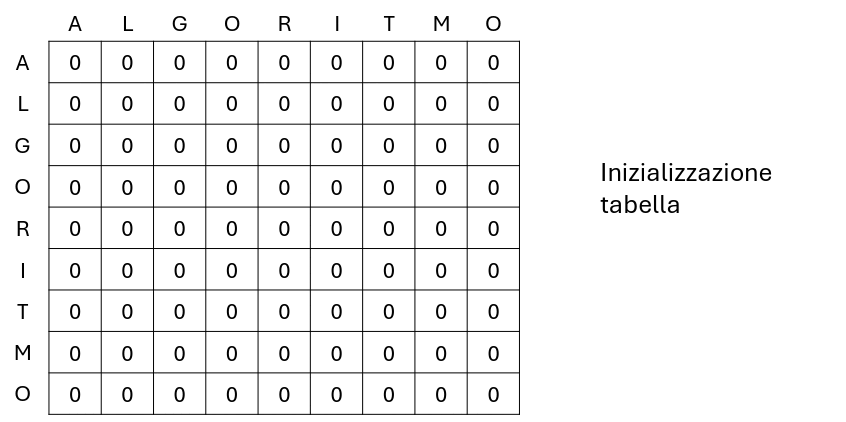 A L G O R I T M O
A 0 0 0 0 0 0 0 0 0
L 0 0 0 0 0 0 0 0 0
G 0 0 0 0 0 0 0 0 0
O 0 0 0 0 0 0 0 0 0
R 0 0 0 0 0 0 0 0 0
I 0 0 0 0 0 0 0 0 0
T 0 0 0 0 0 0 0 0 0
M 0 0 0 0 0 0 0 0 0
O 0 0 0 0 0 0 0 0 0
Inizializzazione
tabella